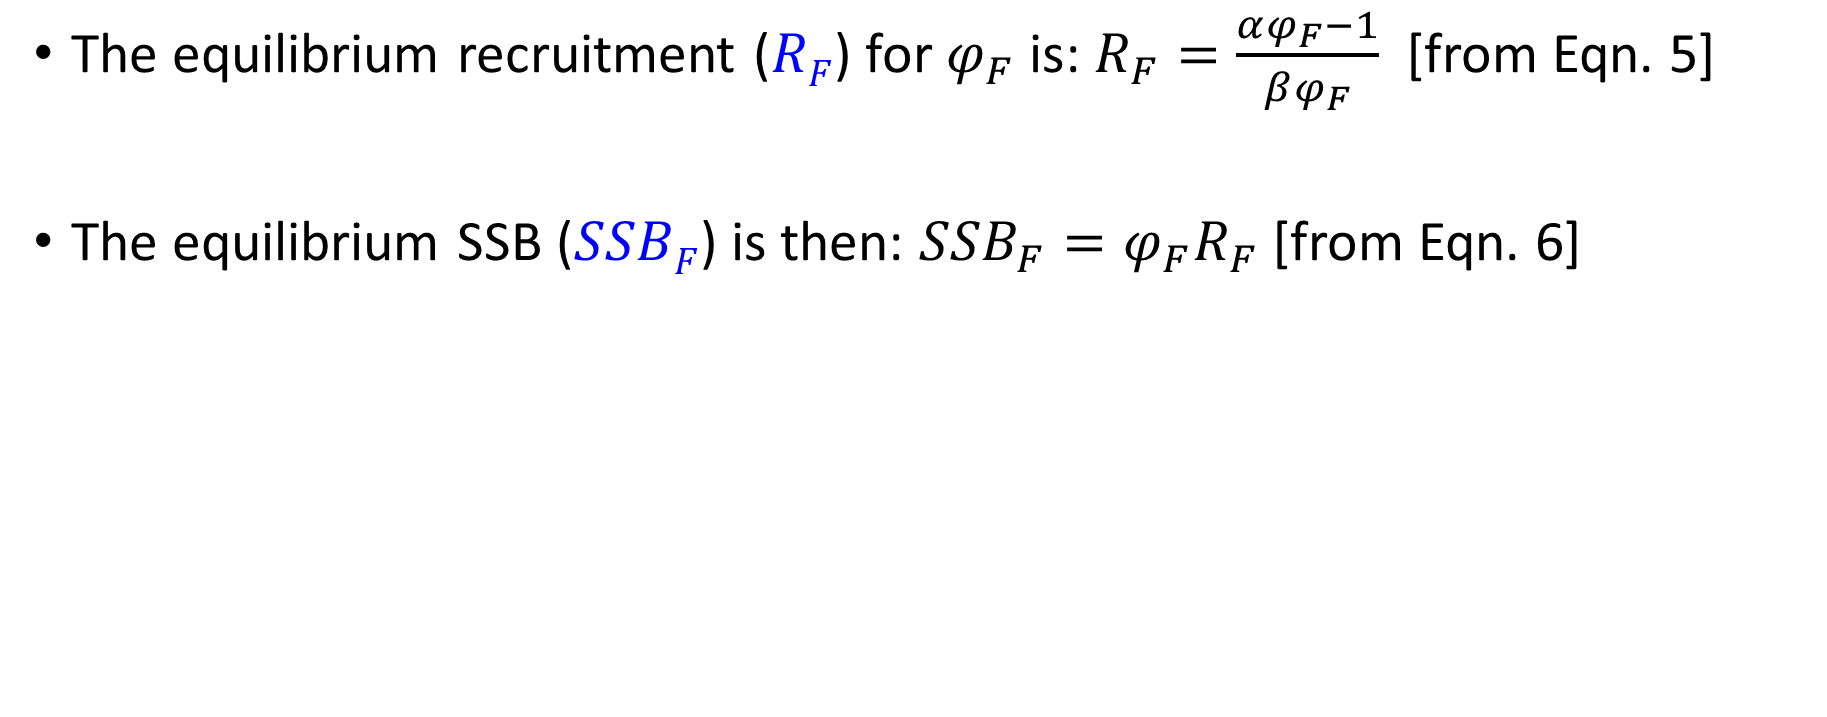 • The equilibrium recruitment (R_F) for φ_F is: R_F = \frac{αφ_F−1}{βφ_F} [from Eqn. 5]
• The equilibrium SSB (SSB_F) is then: SSB_F = φ_F R_F [from Eqn. 6]